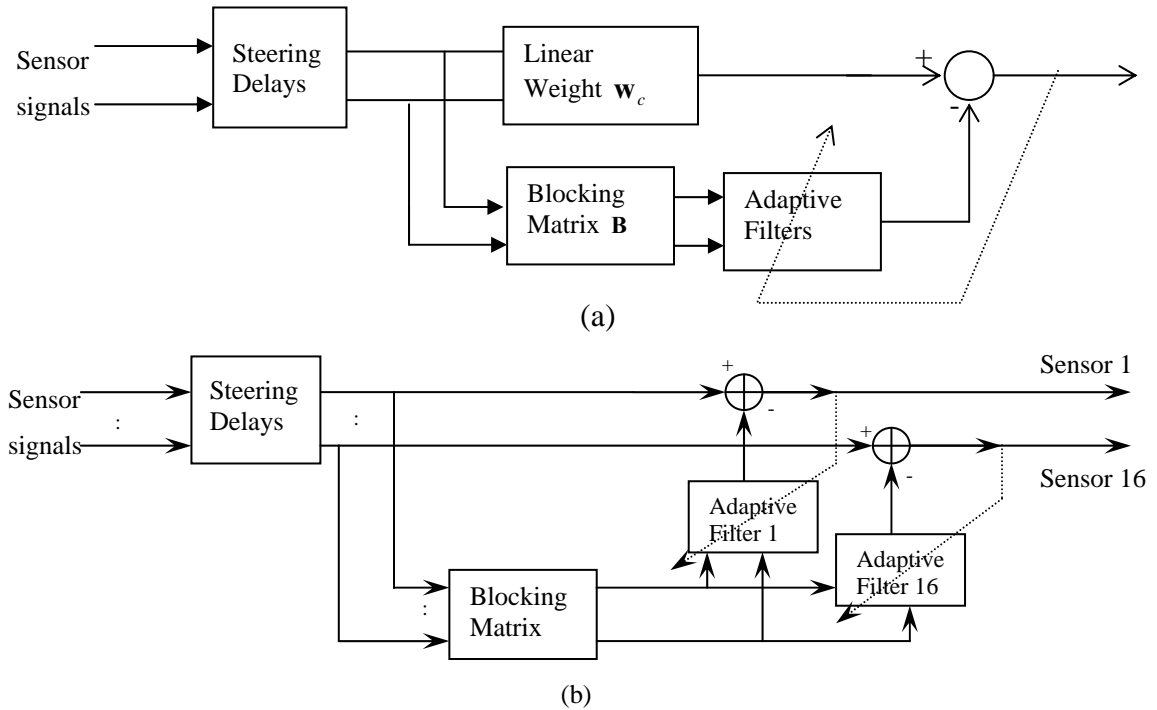 Sensor
signals
Steering
Delays
Linear
Weight w_c
+
-
Blocking
Matrix B
Adaptive
Filters
(a)
Sensor
:
signals
Steering
Delays
:
+
-
Sensor 1
+
-
Sensor 16
Adaptive
Filter 1
Adaptive
Filter 16
:
Blocking
Matrix
(b)